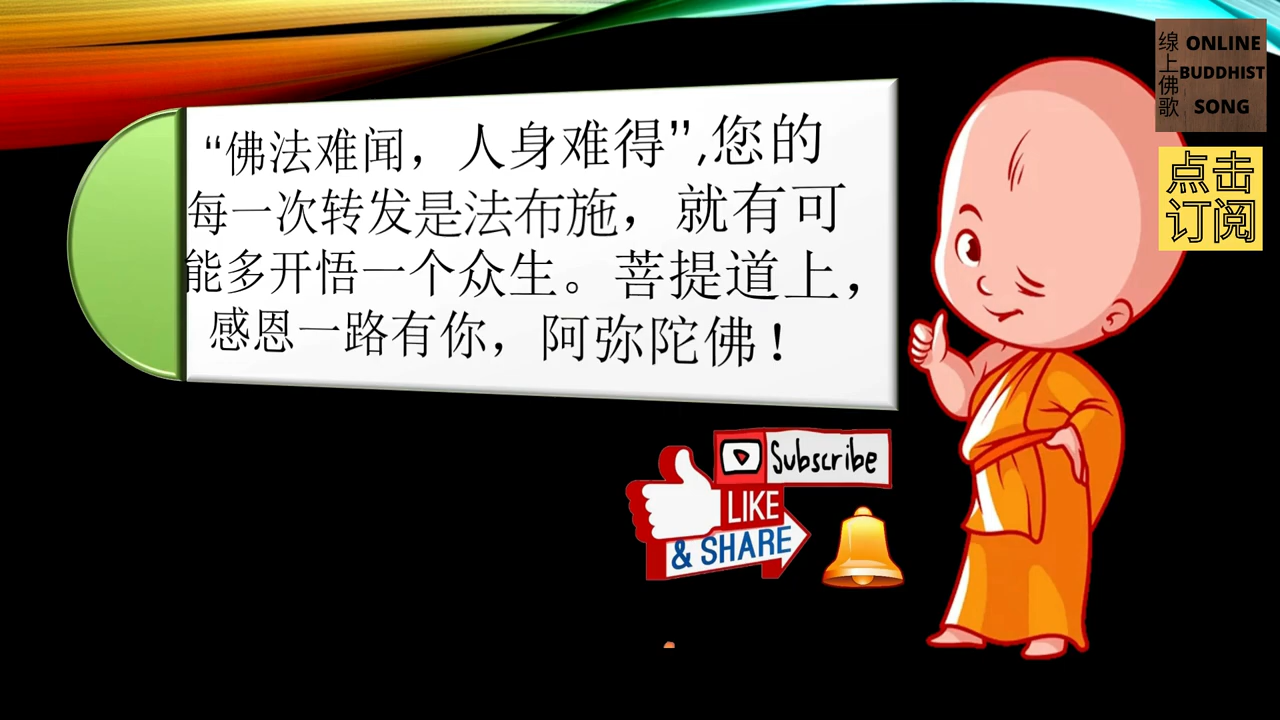 “佛法难闻，人身难得”,您的
每一次转发是法布施，就有可
能多开悟一个众生。菩提道上，
感恩一路有你，阿弥陀佛！
线上佛歌
ONLINE
BUDDHIST
SONG
点击
订阅
Subscribe
LIKE
& SHARE